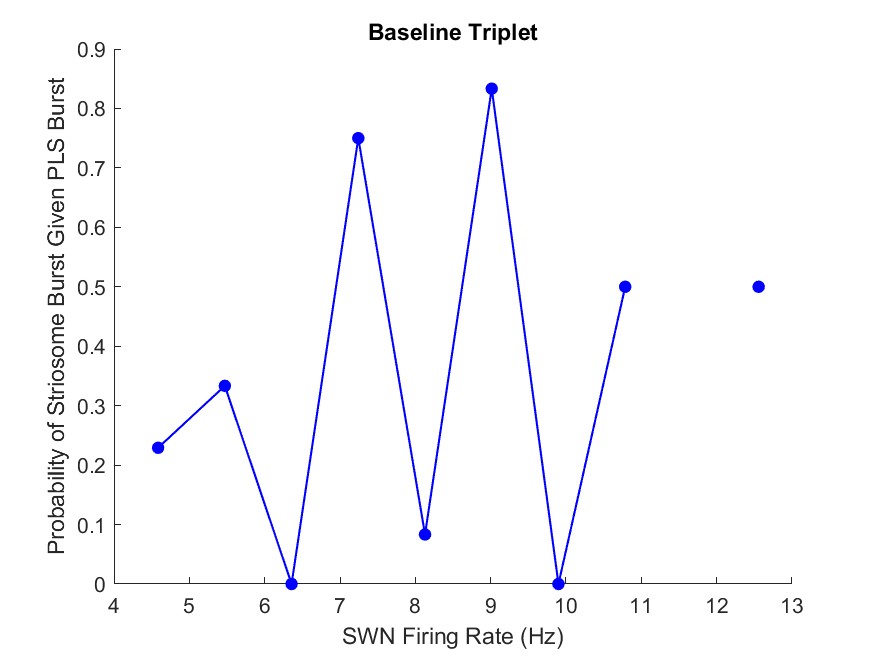 Baseline Triplet
Probability of Striosome Burst Given PLS Burst
0.9
0.8
0.7
0.6
0.5
0.4
0.3
0.2
0.1
0
4 5 6 7 8 9 10 11 12 13
SWN Firing Rate (Hz)